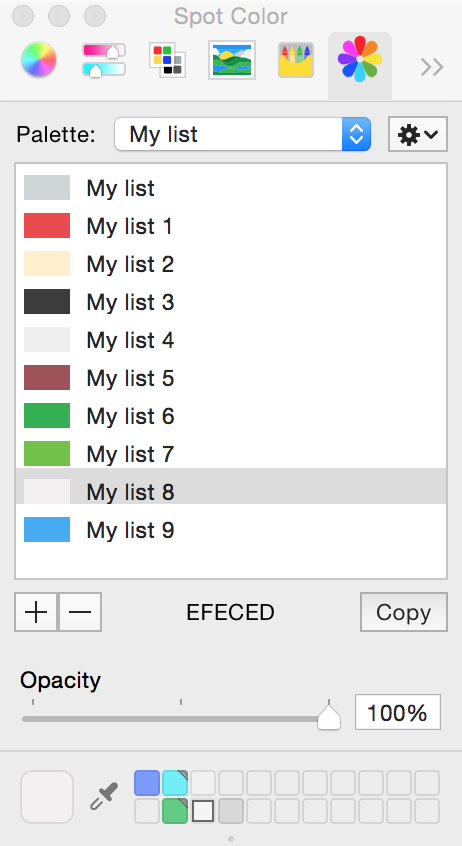 Spot Color
Palette: My list
My list
My list 1
My list 2
My list 3
My list 4
My list 5
My list 6
My list 7
My list 8
My list 9
EFECED Copy
Opacity
100%